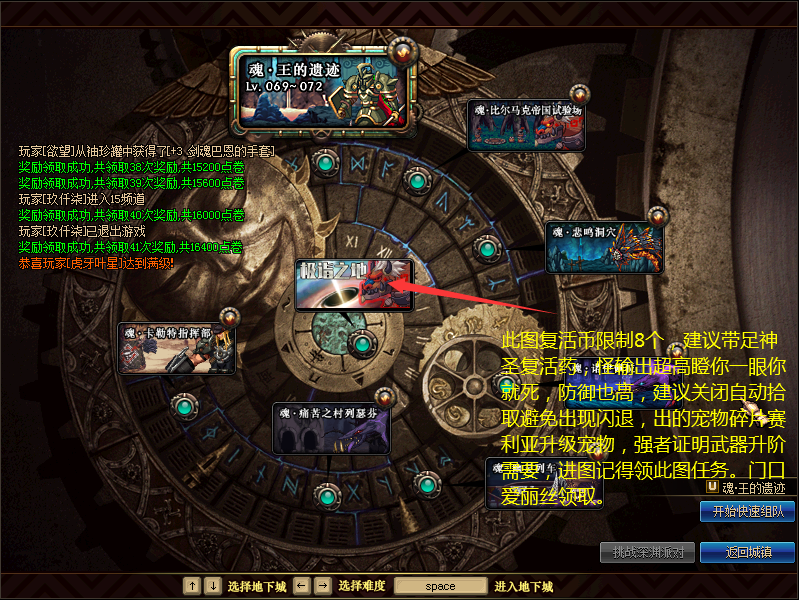 魂·王的遗迹
Lv. 069~072
魂·比尔马克帝国试验场
玩家[欲望]从袖珍罐中获得了[+3 剑魂巴恩的手套]
奖励领取成功,共领取38次奖励,共15200点卷
奖励领取成功,共领取39次奖励,共15600点卷
玩家[玖仟柒]进入15频道
奖励领取成功,共领取40次奖励,共16000点卷
玩家[玖仟柒]已退出游戏
奖励领取成功,共领取41次奖励,共16400点卷
恭喜玩家[虎牙叶星]达到满级!
魂·悲鸣洞穴
XI
XII
极诣之地
魂·卡勒特指挥部
此图复活币限制8个，建议带足神
圣复活药，怪输出超高瞪你一眼你
就死，防御也高，建议关闭自动拾
取避免出现闪退，出的宠物碎片赛
利亚升级宠物，强者证明武器升阶
需要，进图记得领此图任务。门口
爱丽丝领取。
魂·痛苦之村列瑟芬
列车
U 魂·王的遗迹
开始快速组队
挑战深渊派对
返回城镇
↑ ↓ 选择地下城 ← → 选择难度 space 进入地下城